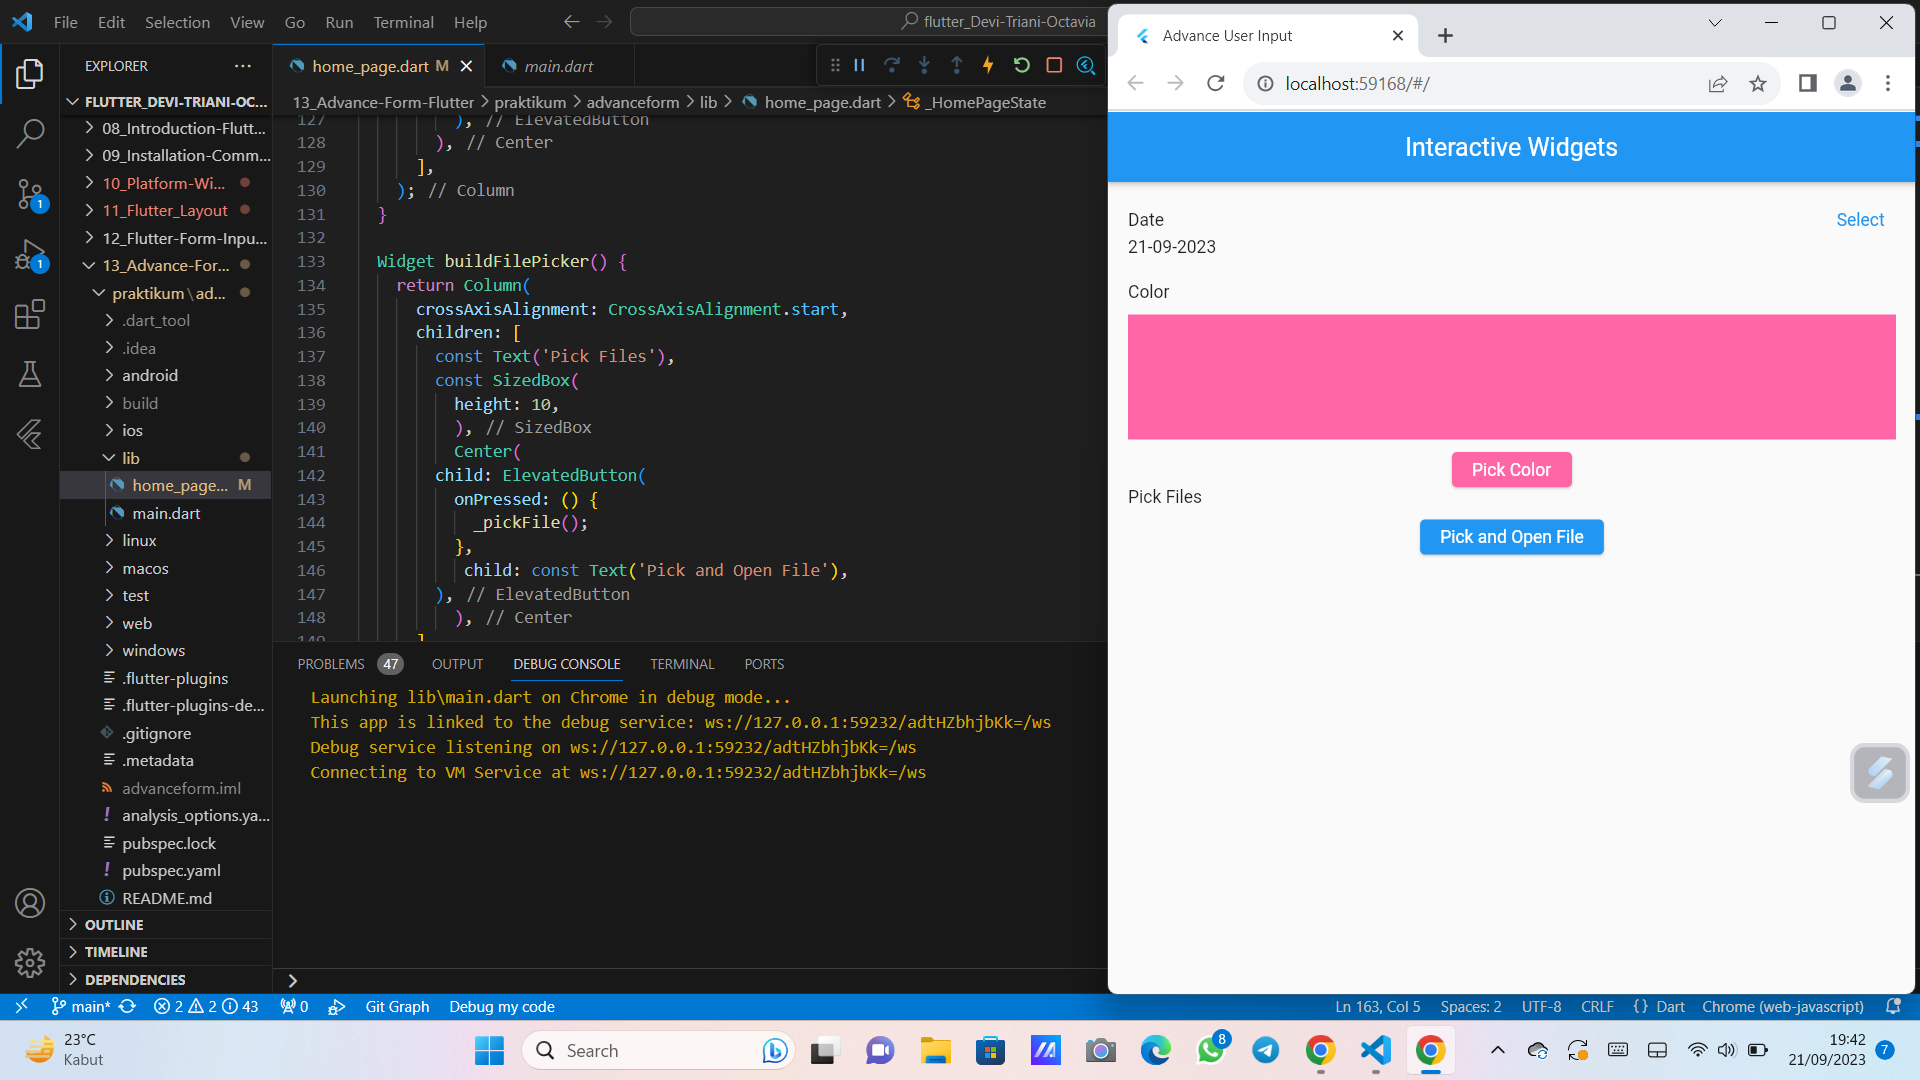 File Edit Selection View Go Run Terminal Help
flutter_Devi-Triani-Octavia
EXPLORER
home_page.dart M
main.dart
FLUTTER_DEVI-TRIANI-OC...
08_Introduction-Flutt...
09_Installation-Comm...
10_Platform-Wi...
11_Flutter_Layout
12_Flutter-Form-Inpu...
13_Advance-For...
praktikum\ad...
.dart_tool
.idea
android
build
ios
lib
home_page... M
main.dart
linux
macos
test
web
windows
.flutter-plugins
.flutter-plugins-de...
.gitignore
.metadata
advanceform.iml
analysis_options.ya...
pubspec.lock
pubspec.yaml
README.md
OUTLINE
TIMELINE
DEPENDENCIES
1
1
13_Advance-Form-Flutter > praktikum > advanceform > lib > home_page.dart > _HomePageState
127 ), // ElevatedButton
128 ), // Center
129 ],
130 ); // Column
131 }
132
133 Widget buildFilePicker() {
134 return Column(
135 crossAxisAlignment: CrossAxisAlignment.start,
136 children: [
137 const Text('Pick Files'),
138 const SizedBox(
139 height: 10,
140 ), // SizedBox
141 Center(
142 child: ElevatedButton(
143 onPressed: () {
144 _pickFile();
145 },
146 child: const Text('Pick and Open File'),
147 ), // ElevatedButton
148 ), // Center
149 ]
PROBLEMS 47 OUTPUT DEBUG CONSOLE TERMINAL PORTS
Launching lib\main.dart on Chrome in debug mode...
This app is linked to the debug service: ws://127.0.0.1:59232/adtHZbhjbKk=/ws
Debug service listening on ws://127.0.0.1:59232/adtHZbhjbKk=/ws
Connecting to VM Service at ws://127.0.0.1:59232/adtHZbhjbKk=/ws
Advance User Input
localhost:59168/#/
Interactive Widgets
Date
Select
21-09-2023
Color
Pick Color
Pick Files
Pick and Open File
main* 2 2 43 0 Git Graph Debug my code
Ln 163, Col 5 Spaces: 2 UTF-8 CRLF {} Dart Chrome (web-javascript)
23°C
Kabut
Search
8
19:42
21/09/2023
7